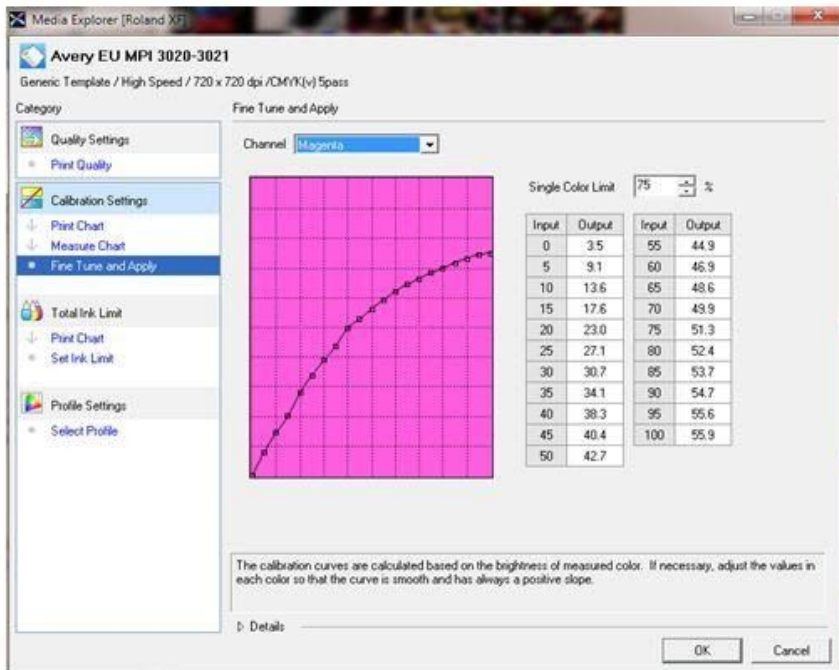 Media Explorer [Roland XF]
Avery EU MPI 3020-3021
Generic Template / High Speed / 720 x 720 dpi /CMYK(v) 5pass
Category
Quality Settings
Print Quality
Calibration Settings
Print Chart
Measure Chart
Fine Tune and Apply
Total Ink Limit
Print Chart
Set Ink Limit
Profile Settings
Select Profile
Fine Tune and Apply
Channel Magenta
Single Color Limit 75 %
Input Output Input Output
0 3.5 55 44.9
5 9.1 60 46.9
10 13.6 65 48.6
15 17.6 70 49.9
20 23.0 75 51.3
25 27.1 80 52.4
30 30.7 85 53.7
35 34.1 90 54.7
40 38.3 95 55.6
45 40.4 100 55.9
50 42.7
The calibration curves are calculated based on the brightness of measured color. If necessary, adjust the values in
each color so that the curve is smooth and has always a positive slope.
Details
OK Cancel